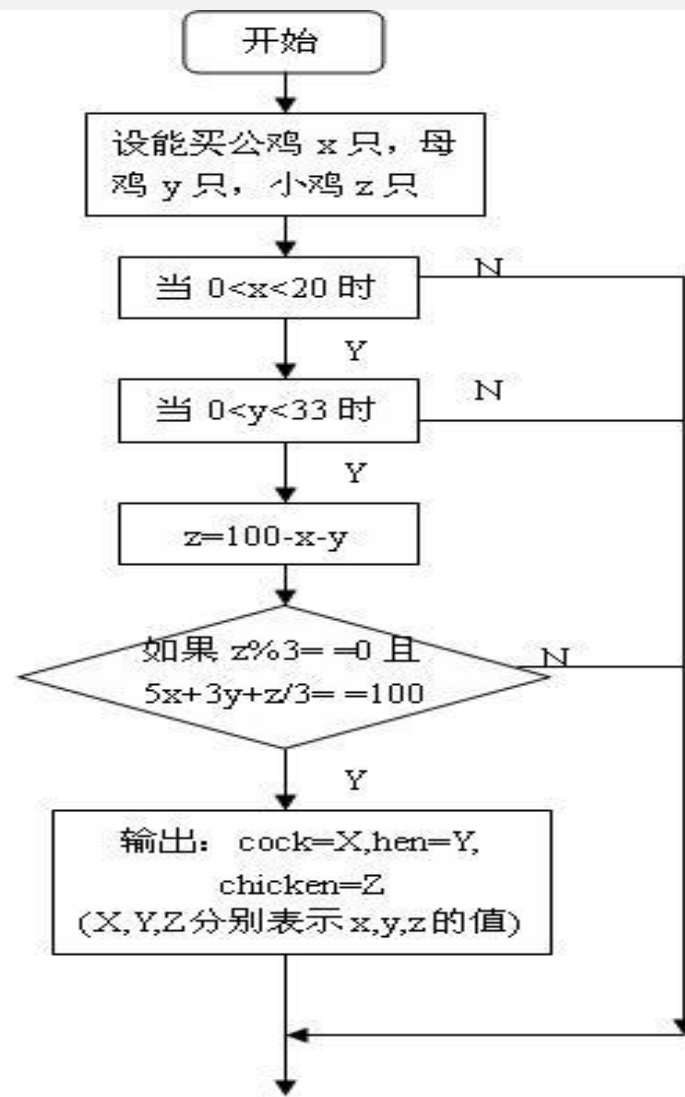 开始
设能买公鸡 x 只，母
鸡 y 只，小鸡 z 只
当 0<x<20 时
N
Y
当 0<y<33 时
N
Y
z=100-x-y
如果 z%3= =0 且
5x+3y+z/3= =100
N
Y
输出： cock=X,hen=Y,
chicken=Z
(X,Y,Z分别表示 x,y,z 的值)